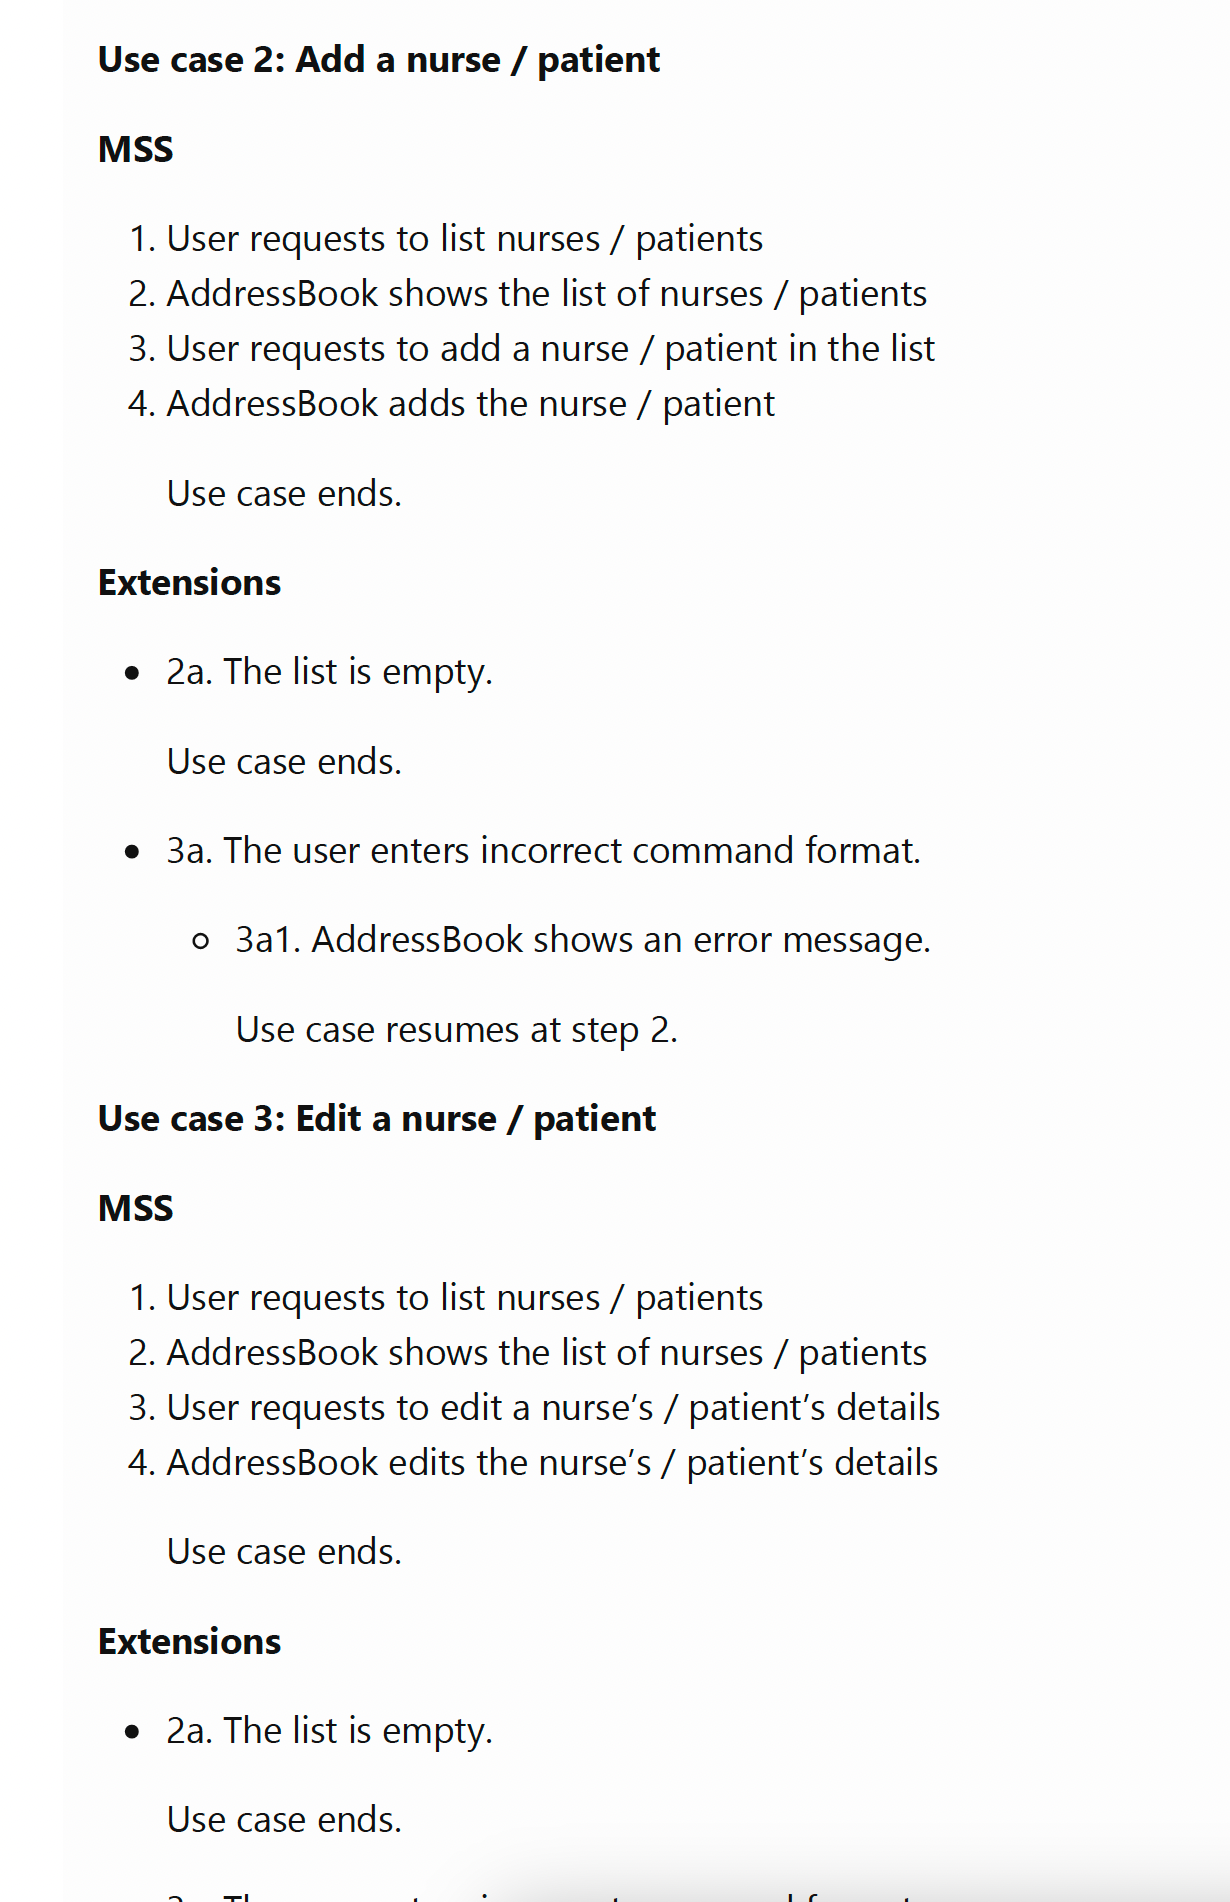 Use case 2: Add a nurse / patient
MSS
1. User requests to list nurses / patients
2. AddressBook shows the list of nurses / patients
3. User requests to add a nurse / patient in the list
4. AddressBook adds the nurse / patient
Use case ends.
Extensions
• 2a. The list is empty.
Use case ends.
• 3a. The user enters incorrect command format.
○ 3a1. AddressBook shows an error message.
Use case resumes at step 2.
Use case 3: Edit a nurse / patient
MSS
1. User requests to list nurses / patients
2. AddressBook shows the list of nurses / patients
3. User requests to edit a nurse’s / patient’s details
4. AddressBook edits the nurse’s / patient’s details
Use case ends.
Extensions
• 2a. The list is empty.
Use case ends.